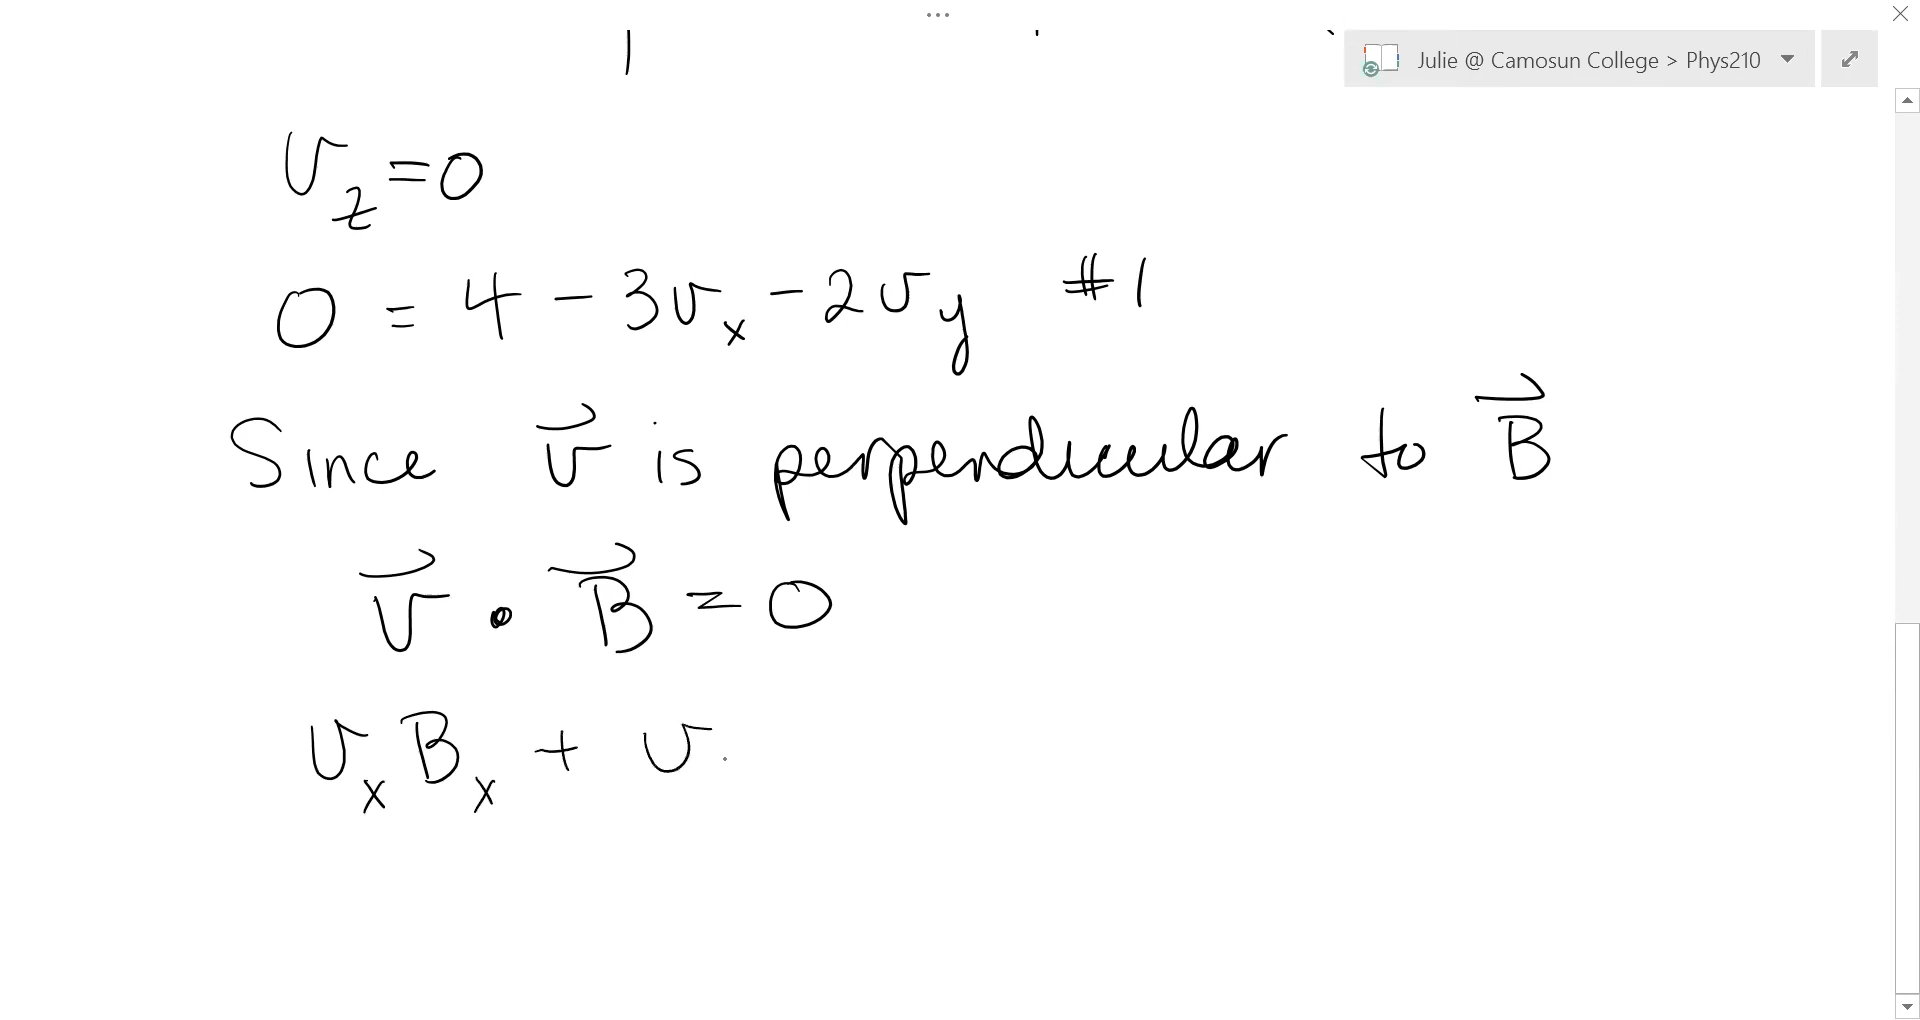 Julie @ Camosun College > Phys210
v_z = 0
0 = 4 - 3v_x - 2v_y #1
Since v⃗ is perpendicular to B⃗
v⃗ • B⃗ = 0
v_x B_x + v